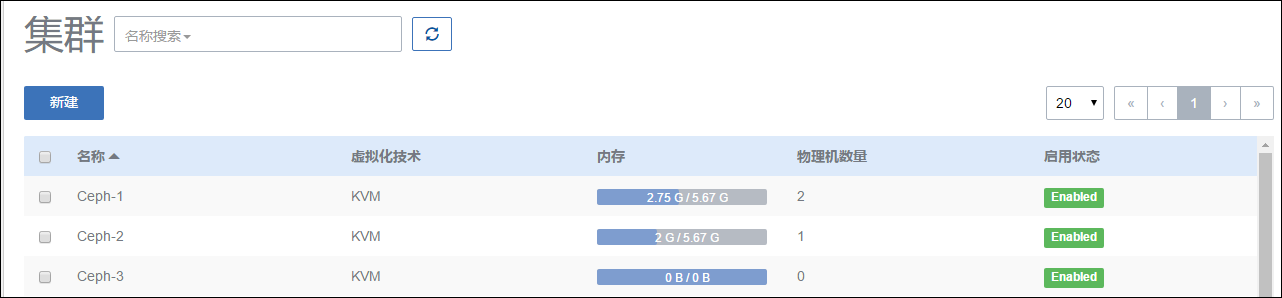 集群 名称搜索
新建 20 « ‹ 1 › »
名称 虚拟化技术 内存 物理机数量 启用状态
Ceph-1 KVM 2.75 G / 5.67 G 2 Enabled
Ceph-2 KVM 2 G / 5.67 G 1 Enabled
Ceph-3 KVM 0 B / 0 B 0 Enabled